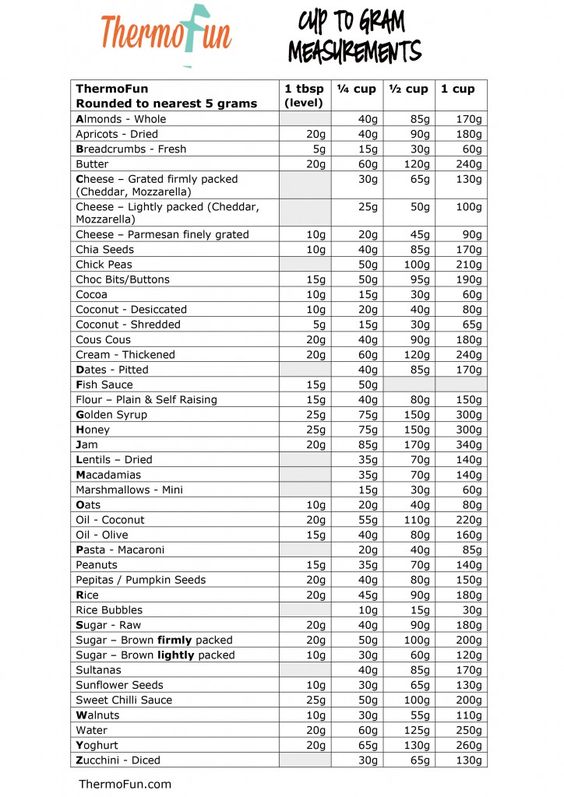 ThermoFun
CUP TO GRAM
MEASUREMENTS
ThermoFun 1 tbsp ¼ cup ½ cup 1 cup
Rounded to nearest 5 grams (level)
Almonds - Whole 40g 85g 170g
Apricots - Dried 20g 40g 90g 180g
Breadcrumbs - Fresh 5g 15g 30g 60g
Butter 20g 60g 120g 240g
Cheese – Grated firmly packed 30g 65g 130g
(Cheddar, Mozzarella)
Cheese – Lightly packed (Cheddar, 25g 50g 100g
Mozzarella)
Cheese – Parmesan finely grated 10g 20g 45g 90g
Chia Seeds 10g 40g 85g 170g
Chick Peas 50g 100g 210g
Choc Bits/Buttons 15g 50g 95g 190g
Cocoa 10g 15g 30g 60g
Coconut - Desiccated 10g 20g 40g 80g
Coconut - Shredded 5g 15g 30g 65g
Cous Cous 20g 40g 90g 180g
Cream - Thickened 20g 60g 120g 240g
Dates - Pitted 40g 85g 170g
Fish Sauce 15g 50g
Flour – Plain & Self Raising 15g 40g 80g 150g
Golden Syrup 25g 75g 150g 300g
Honey 25g 75g 150g 300g
Jam 20g 85g 170g 340g
Lentils – Dried 35g 70g 140g
Macadamias 35g 70g 140g
Marshmallows - Mini 15g 30g 60g
Oats 10g 20g 40g 80g
Oil - Coconut 20g 55g 110g 220g
Oil - Olive 15g 40g 80g 160g
Pasta - Macaroni 20g 40g 85g
Peanuts 15g 35g 70g 140g
Pepitas / Pumpkin Seeds 20g 40g 80g 150g
Rice 20g 45g 90g 180g
Rice Bubbles 10g 15g 30g
Sugar - Raw 20g 40g 90g 180g
Sugar – Brown firmly packed 20g 50g 100g 200g
Sugar – Brown lightly packed 10g 30g 60g 120g
Sultanas 40g 85g 170g
Sunflower Seeds 10g 30g 65g 130g
Sweet Chilli Sauce 25g 50g 100g 200g
Walnuts 10g 30g 55g 110g
Water 20g 60g 125g 250g
Yoghurt 20g 65g 130g 260g
Zucchini - Diced 30g 65g 130g
ThermoFun.com